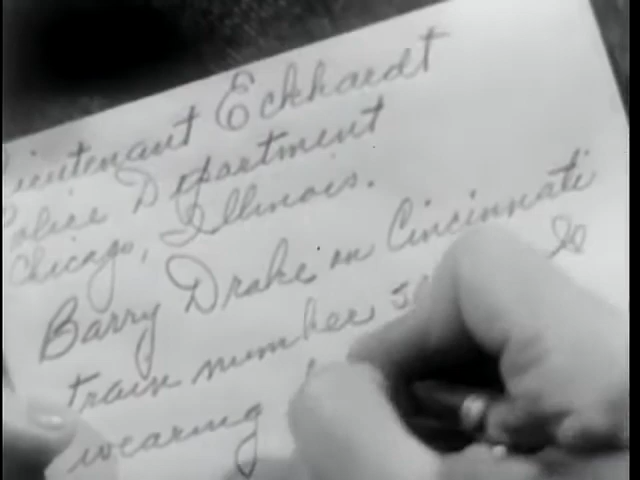 Lieutenant Eckhardt
Police Department
Chicago, Illinois.
Barry Drake on Cincinnati
train number
wearing